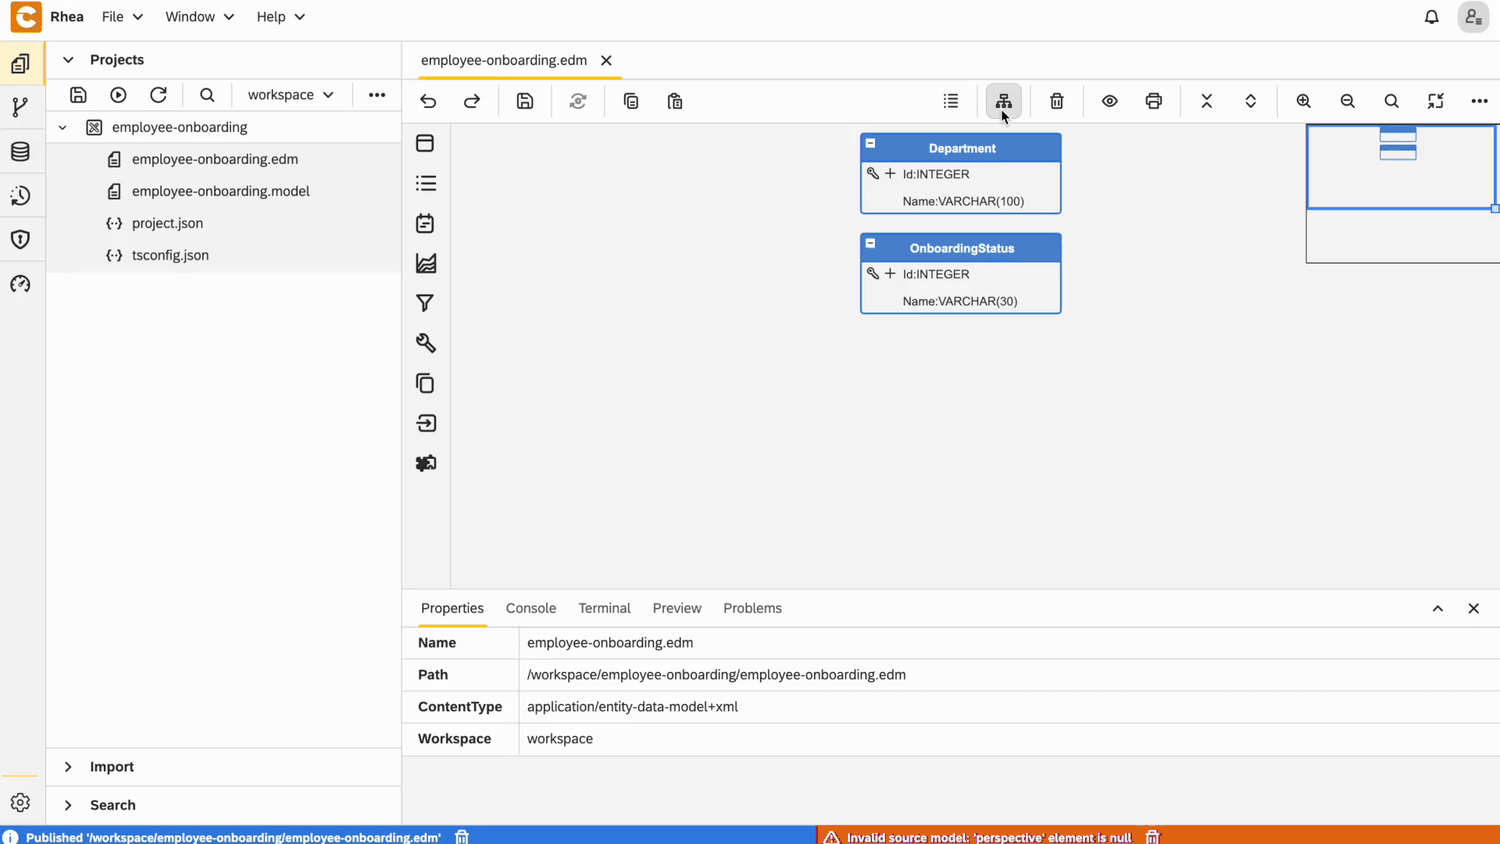 Rhea File Window Help
Projects
employee-onboarding.edm
workspace
employee-onboarding
employee-onboarding.edm
employee-onboarding.model
project.json
tsconfig.json
Department
Id:INTEGER
Name:VARCHAR(100)
OnboardingStatus
Id:INTEGER
Name:VARCHAR(30)
Properties Console Terminal Preview Problems
Name employee-onboarding.edm
Path /workspace/employee-onboarding/employee-onboarding.edm
ContentType application/entity-data-model+xml
Workspace workspace
Import
Search
Published '/workspace/employee-onboarding/employee-onboarding.edm'
Invalid source model: 'perspective' element is null